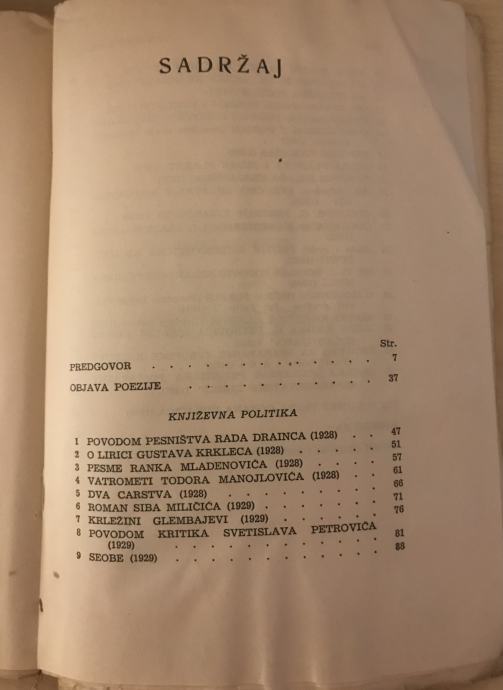 SADRŽAJ
Str.
PREDGOVOR . . . . . . . . . . . . 7
OBJAVA POEZIJE . . . . . . . . . . 37
KNJIŽEVNA POLITIKA
1 POVODOM PESNIŠTVA RADA DRAINCA (1928) . . 47
2 O LIRICI GUSTAVA KRKLECA (1928) . . . . 51
3 PESME RANKA MLADENOVIĆA (1928) . . . . 57
4 VATROMETI TODORA MANOJLOVIĆA (1928) . . 61
5 DVA CARSTVA (1928) . . . . . . . . 66
6 ROMAN SIBA MILIČIĆA (1929) . . . . . . 71
7 KRLEŽINI GLEMBAJEVI (1929) . . . . . 76
8 POVODOM KRITIKA SVETISLAVA PETROVIĆA
(1929) . . . . . . . . . . . 81
9 SEOBE (1929) . . . . . . . . . . 88